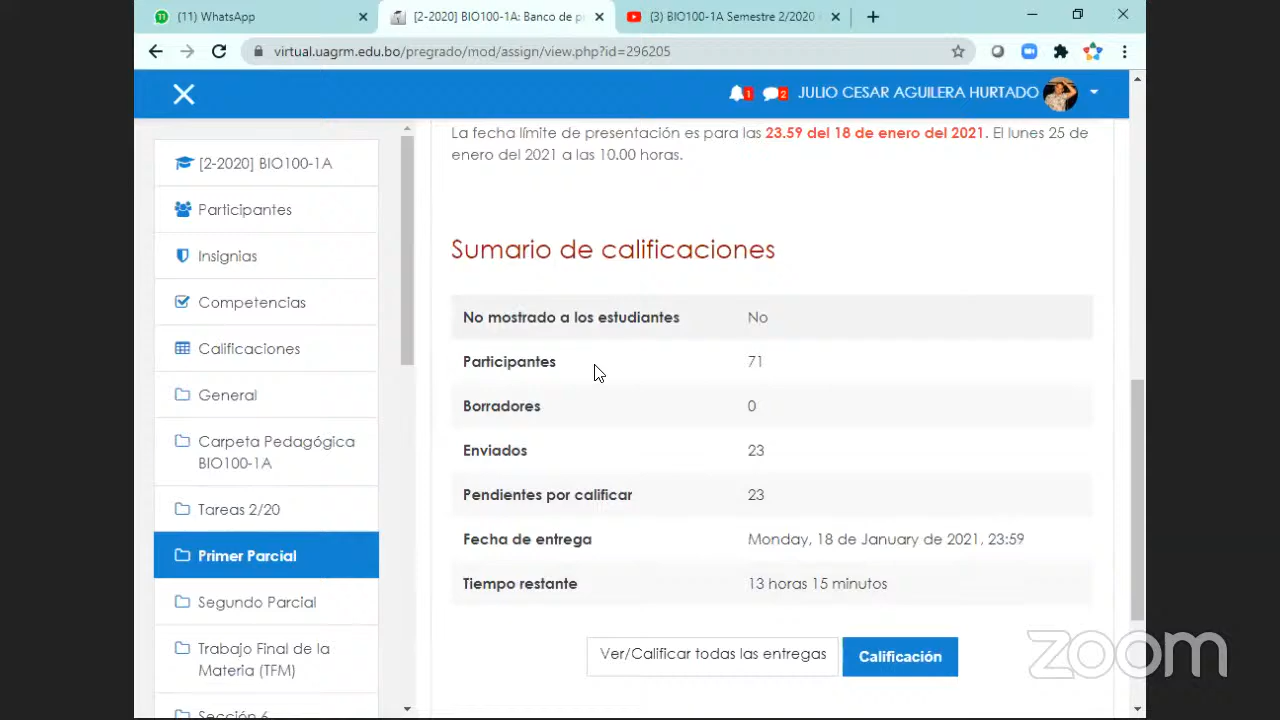 (11) WhatsApp
[2-2020] BIO100-1A: Banco de p
(3) BIO100-1A Semestre 2/2020
virtual.uagrm.edu.bo/pregrado/mod/assign/view.php?id=296205
1
2
JULIO CESAR AGUILERA HURTADO
La fecha límite de presentación es para las 23.59 del 18 de enero del 2021. El lunes 25 de
enero del 2021 a las 10.00 horas.
[2-2020] BIO100-1A
Participantes
Insignias
Competencias
Calificaciones
General
Carpeta Pedagógica
BIO100-1A
Tareas 2/20
Primer Parcial
Segundo Parcial
Trabajo Final de la
Materia (TFM)
Sección 6
Sumario de calificaciones
No mostrado a los estudiantes No
Participantes 71
Borradores 0
Enviados 23
Pendientes por calificar 23
Fecha de entrega Monday, 18 de January de 2021, 23:59
Tiempo restante 13 horas 15 minutos
Ver/Calificar todas las entregas Calificación
zoom